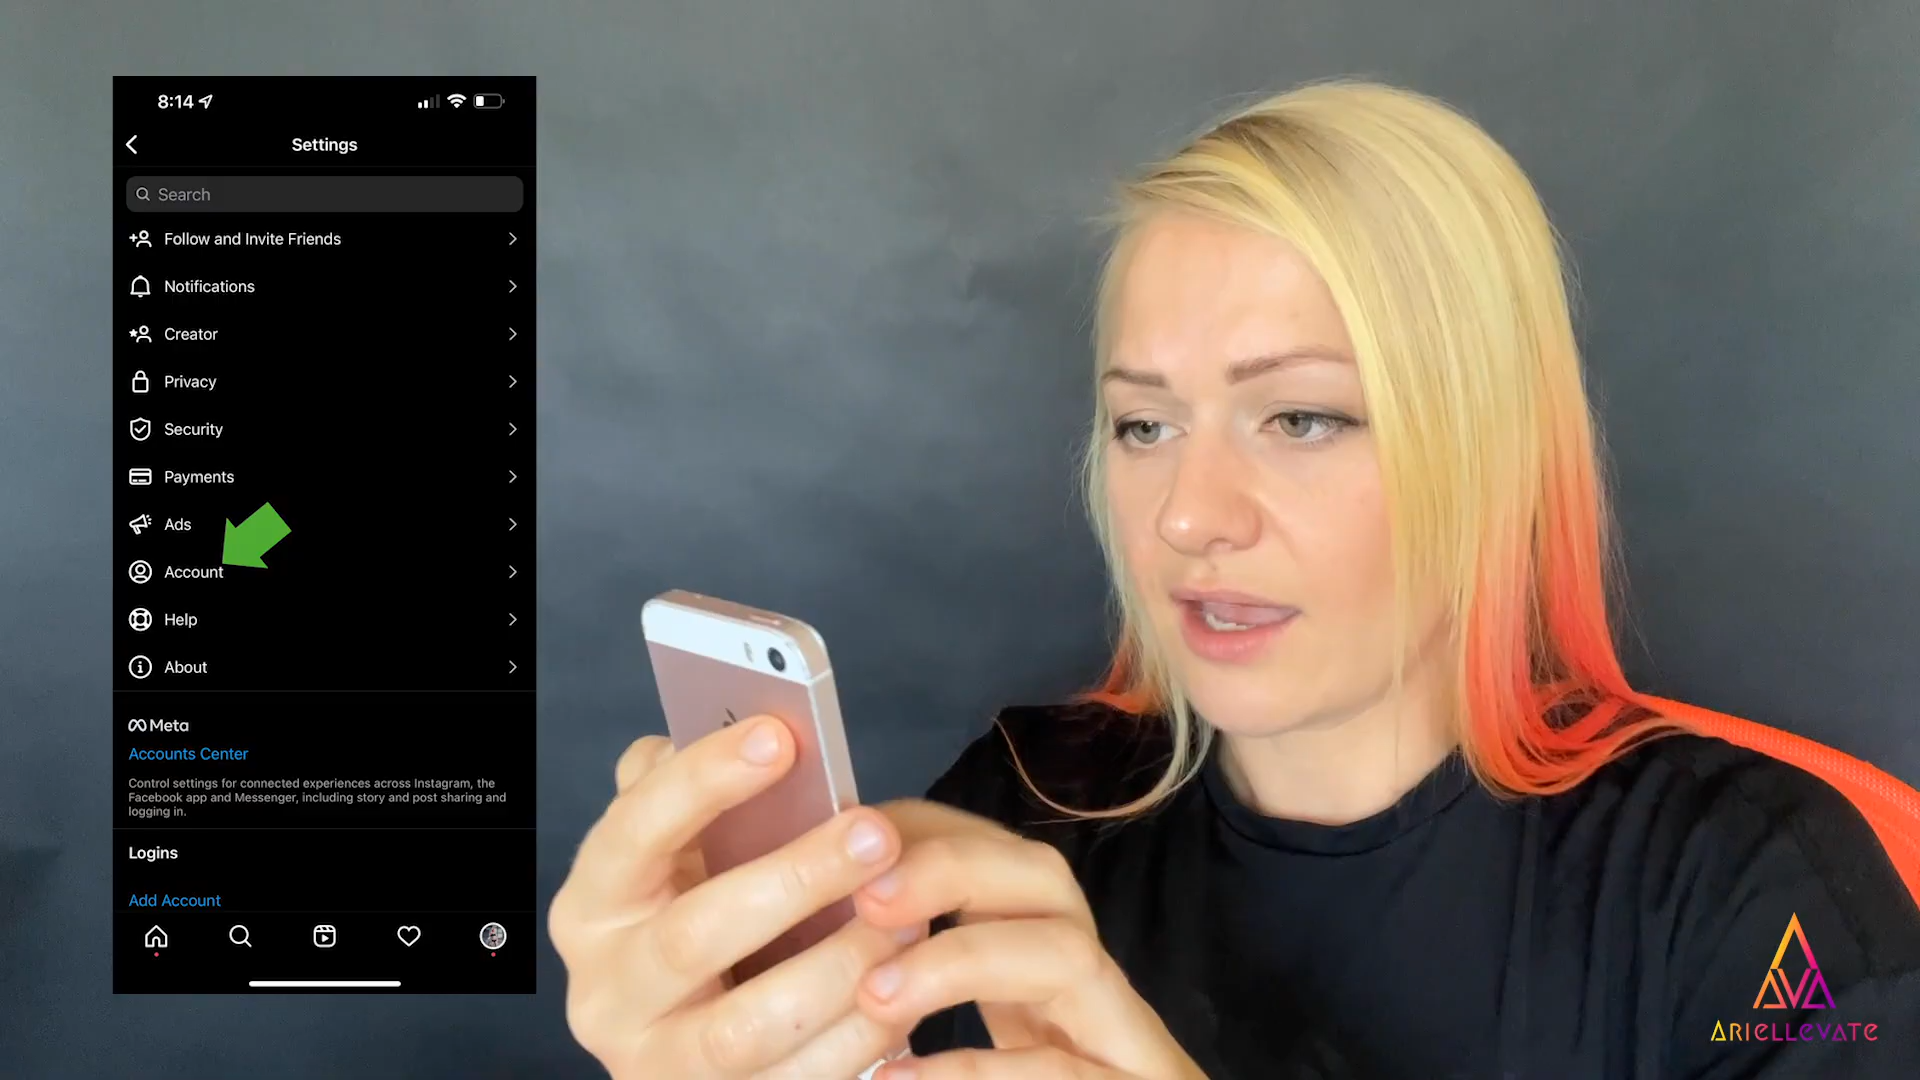 8:14
Settings
Search
Follow and Invite Friends
Notifications
Creator
Privacy
Security
Payments
Ads
Account
Help
About
Meta
Accounts Center
Control settings for connected experiences across Instagram, the
Facebook app and Messenger, including story and post sharing and
logging in.
Logins
Add Account
ARIELLEVATE